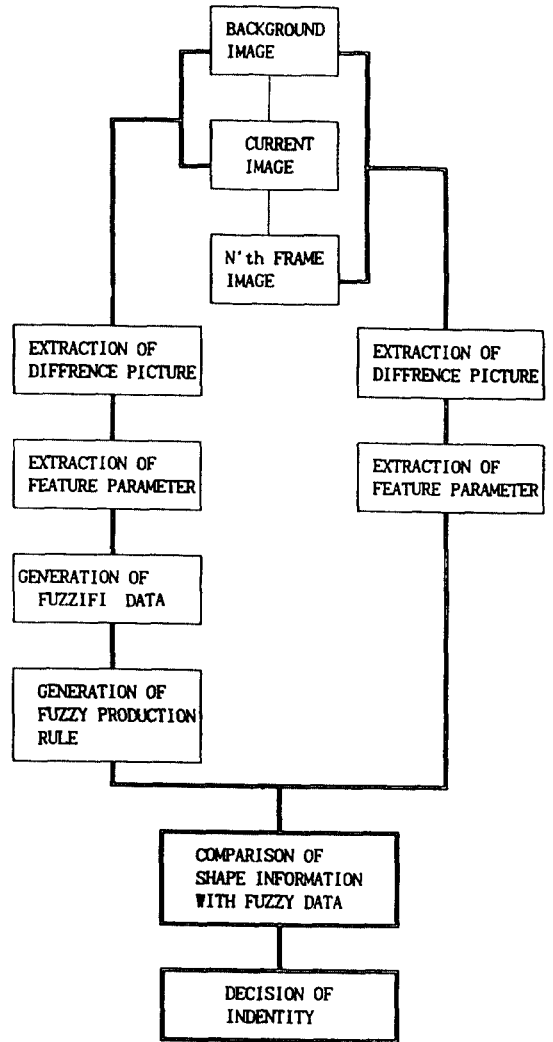 BACKGROUND
IMAGE
CURRENT
IMAGE
N'th FRAME
IMAGE
EXTRACTION OF
DIFFRENCE PICTURE
EXTRACTION OF
FEATURE PARAMETER
GENERATION OF
FUZZIFI DATA
GENERATION OF
FUZZY PRODUCTION
RULE
EXTRACTION OF
DIFFRENCE PICTURE
EXTRACTION OF
FEATURE PARAMETER
COMPARISON OF
SHAPE INFORMATION
WITH FUZZY DATA
DECISION OF
INDENTITY